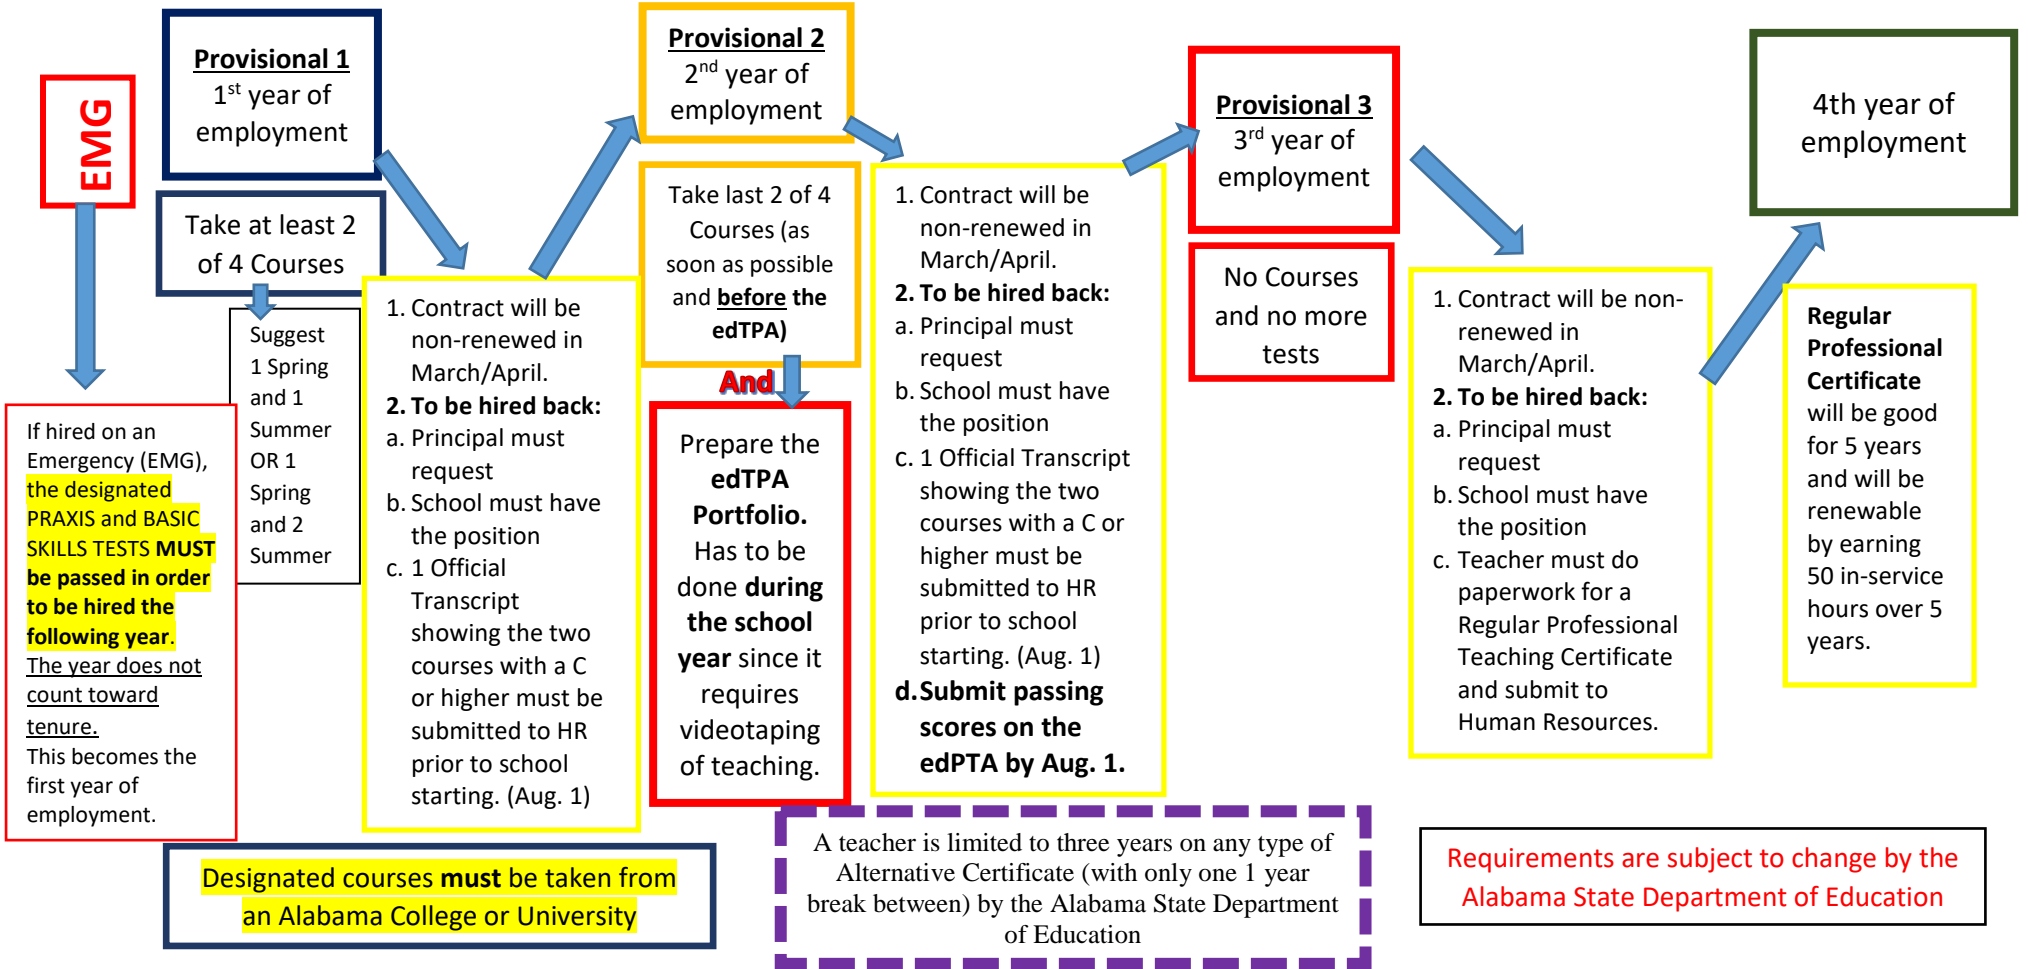 EMG
If hired on an
Emergency (EMG),
the designated
PRAXIS and BASIC
SKILLS TESTS MUST
be passed in order
to be hired the
following year.
The year does not
count toward
tenure.
This becomes the
first year of
employment.
Provisional 1
1st year of
employment
Take at least 2
of 4 Courses
Suggest
1 Spring
and 1
Summer
OR 1
Spring
and 2
Summer
1. Contract will be
non-renewed in
March/April.
2. To be hired back:
a. Principal must
request
b. School must have
the position
c. 1 Official
Transcript
showing the two
courses with a C
or higher must be
submitted to HR
prior to school
starting. (Aug. 1)
Provisional 2
2nd year of
employment
Take last 2 of 4
Courses (as
soon as possible
and before the
edTPA)
And
Prepare the
edTPA
Portfolio.
Has to be
done during
the school
year since it
requires
videotaping
of teaching.
1. Contract will be
non-renewed in
March/April.
2. To be hired back:
a. Principal must
request
b. School must have
the position
c. 1 Official Transcript
showing the two
courses with a C or
higher must be
submitted to HR
prior to school
starting. (Aug. 1)
d. Submit passing
scores on the
edPTA by Aug. 1.
Provisional 3
3rd year of
employment
No Courses
and no more
tests
1. Contract will be non-
renewed in
March/April.
2. To be hired back:
a. Principal must
request
b. School must have
the position
c. Teacher must do
paperwork for a
Regular Professional
Teaching Certificate
and submit to
Human Resources.
4th year of
employment
Regular
Professional
Certificate
will be good
for 5 years
and will be
renewable
by earning
50 in-service
hours over 5
years.
Designated courses must be taken from
an Alabama College or University
A teacher is limited to three years on any type of
Alternative Certificate (with only one 1 year
break between) by the Alabama State Department
of Education
Requirements are subject to change by the
Alabama State Department of Education